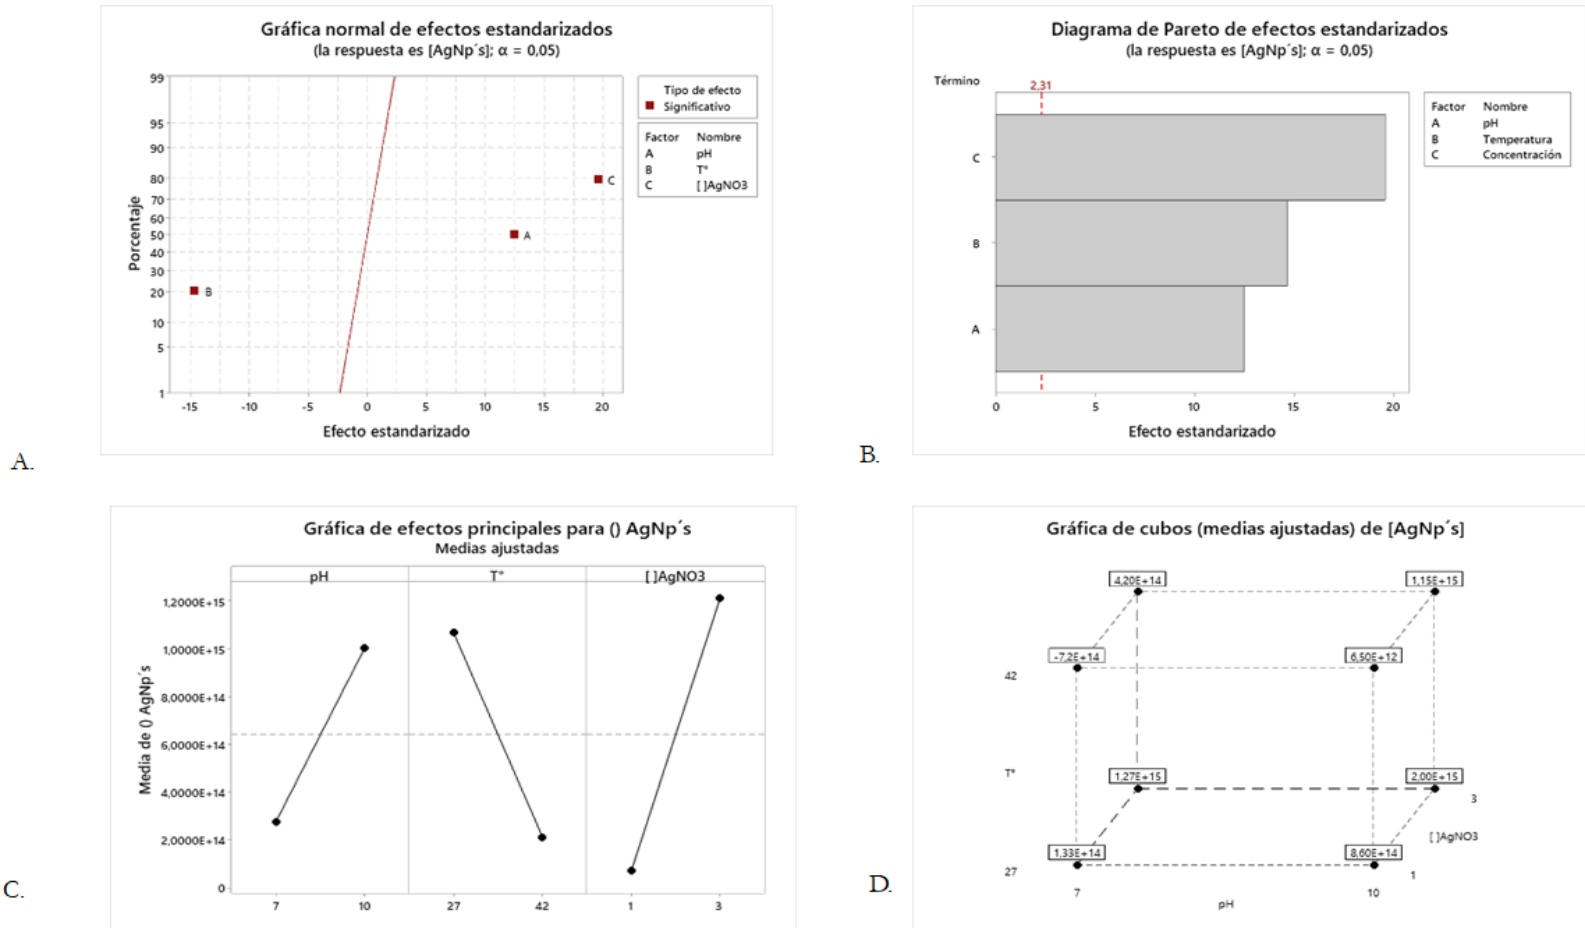 Gráfica normal de efectos estandarizados
(la respuesta es [AgNp´s]; α = 0,05)
99
95
90
80
70
60
50
40
30
20
10
5
1
Porcentaje
C
A
B
-15 -10 -5 0 5 10 15 20
Efecto estandarizado
Tipo de efecto
Significativo
Factor Nombre
A pH
B T°
C [ ]AgNO3
A.
Diagrama de Pareto de efectos estandarizados
(la respuesta es [AgNp´s]; α = 0,05)
Término
2,31
C
B
A
0 5 10 15 20
Efecto estandarizado
Factor Nombre
A pH
B Temperatura
C Concentración
B.
Gráfica de efectos principales para () AgNp´s
Medias ajustadas
pH T° [ ]AgNO3
1,2000E+15
1,0000E+15
8,0000E+14
6,0000E+14
4,0000E+14
2,0000E+14
0
Media de () AgNp´s
7 10 27 42 1 3
C.
Gráfica de cubos (medias ajustadas) de [AgNp´s]
4,20E+14 1,15E+15
-7,2E+14 6,50E+12
42
T°
1,27E+15 2,00E+15
3
[ ]AgNO3
1,33E+14 8,60E+14
27
1
7 10
pH
D.